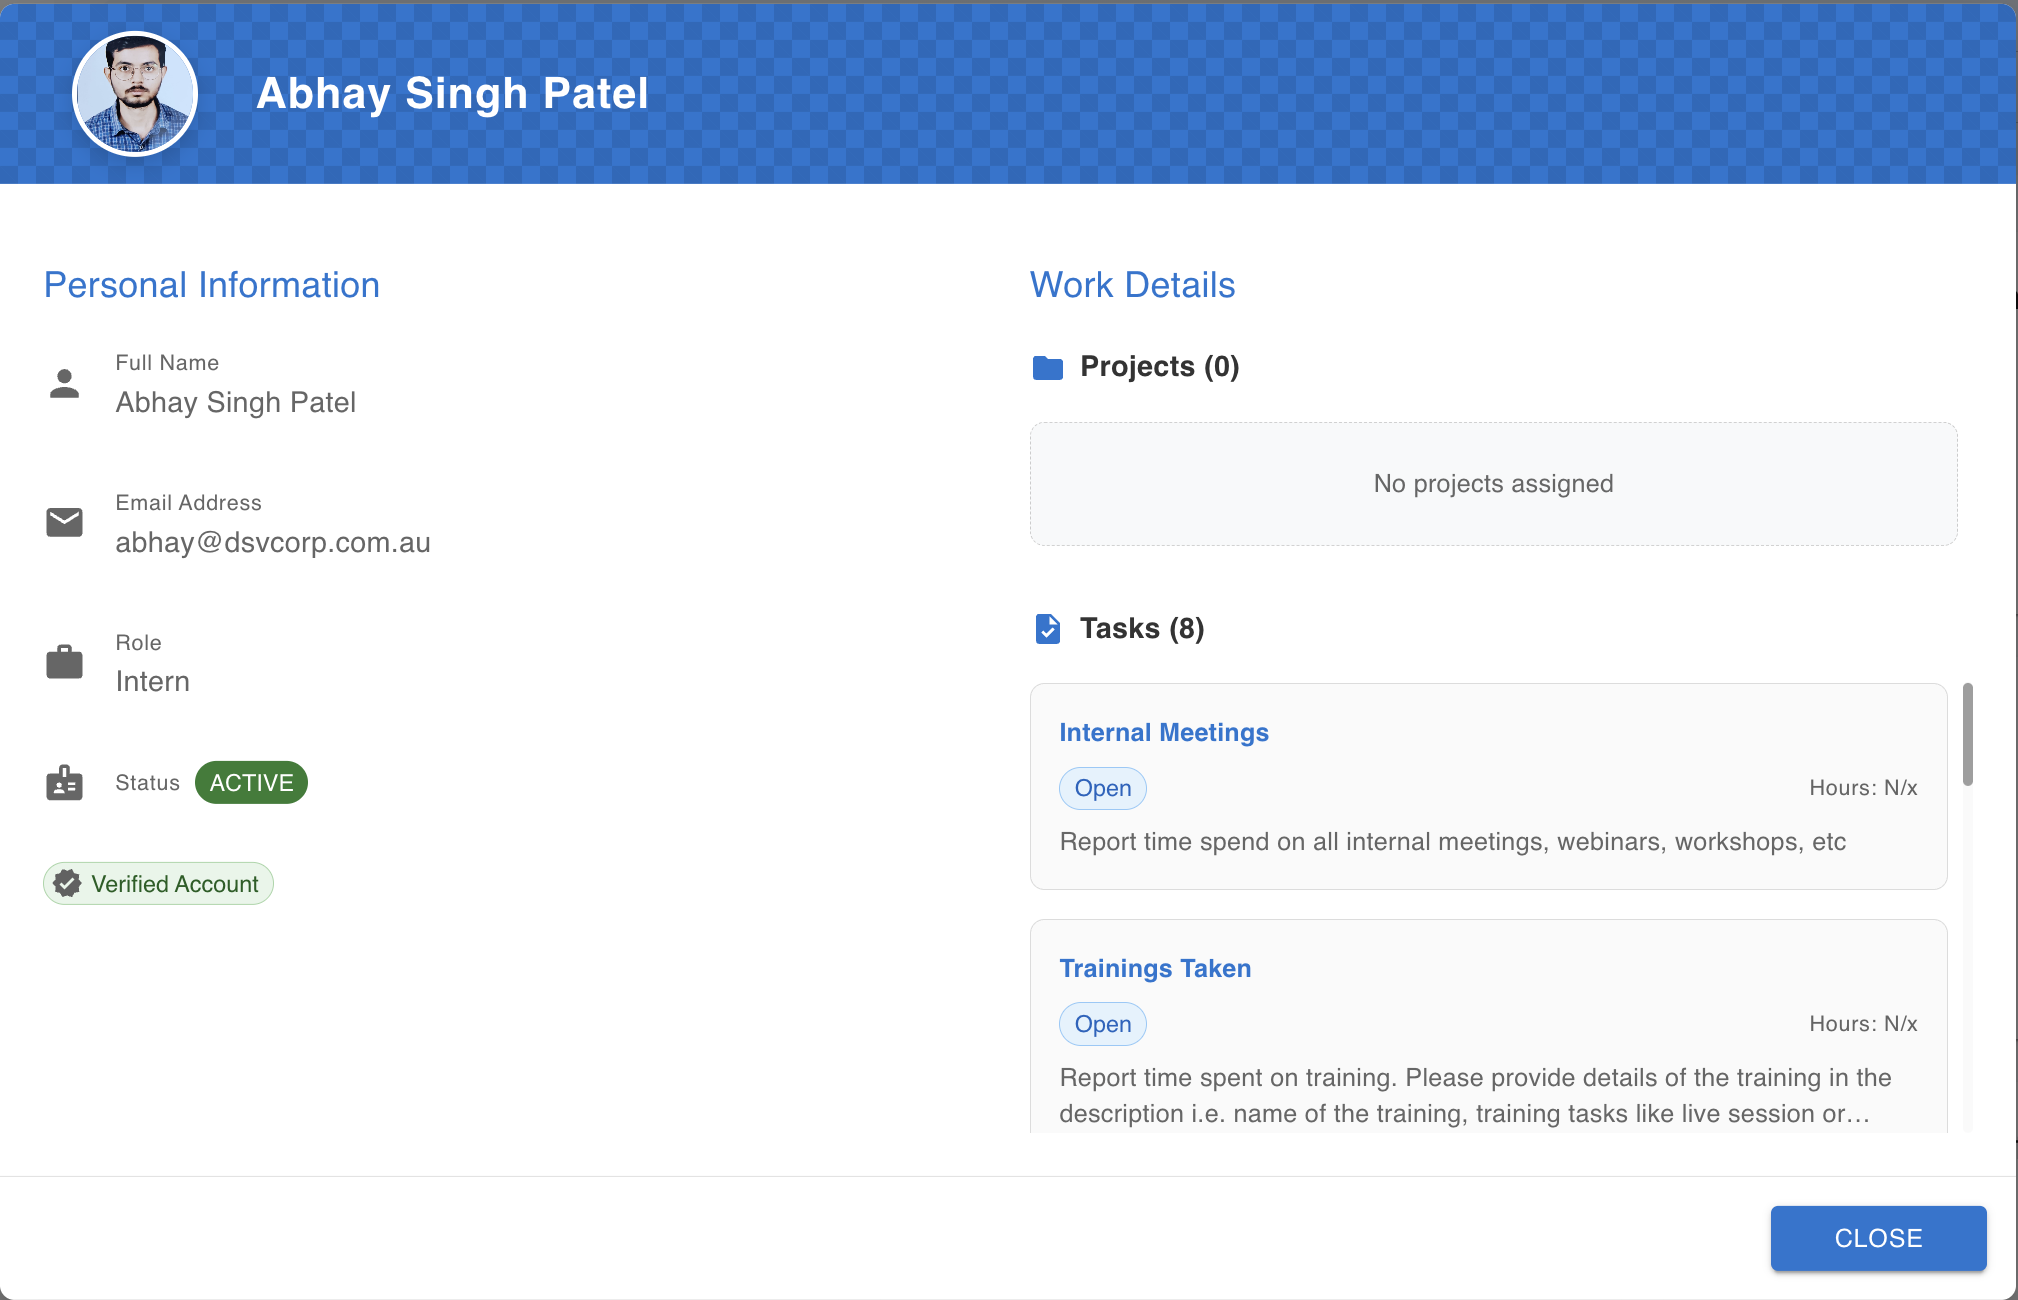 Abhay Singh Patel
Personal Information
Full Name
Abhay Singh Patel
Email Address
abhay@dsvcorp.com.au
Role
Intern
Status ACTIVE
Verified Account
Work Details
Projects (0)
No projects assigned
Tasks (8)
Internal Meetings
Open Hours: N/x
Report time spend on all internal meetings, webinars, workshops, etc
Trainings Taken
Open Hours: N/x
Report time spent on training. Please provide details of the training in the
description i.e. name of the training, training tasks like live session or…
CLOSE